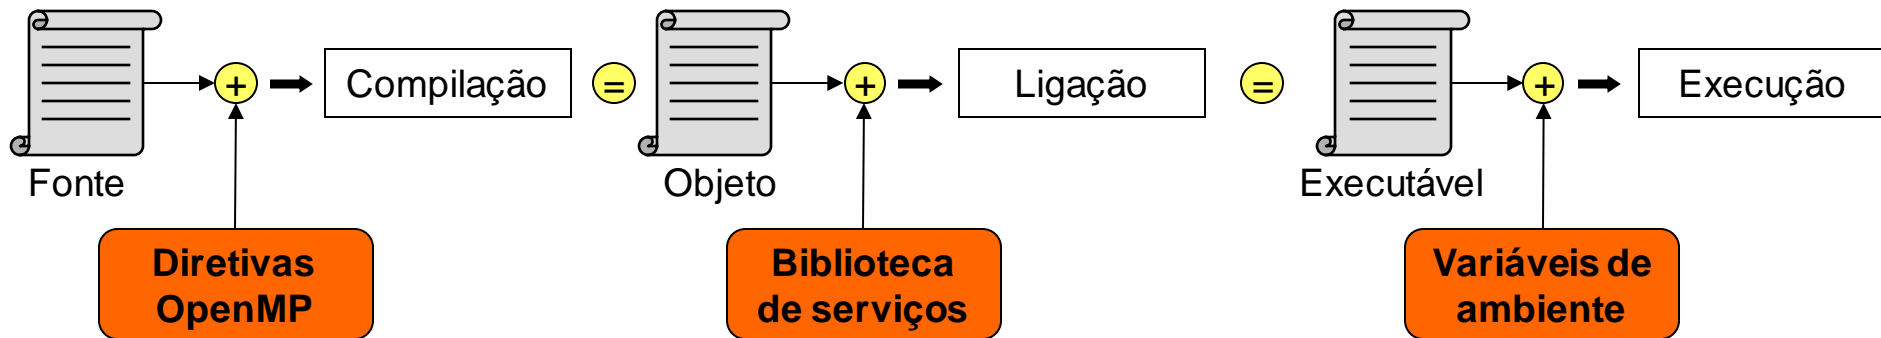 +
Compilação
=
+
Ligação
=
+
Execução
Fonte
Objeto
Executável
Diretivas
OpenMP
Biblioteca
de serviços
Variáveis de
ambiente